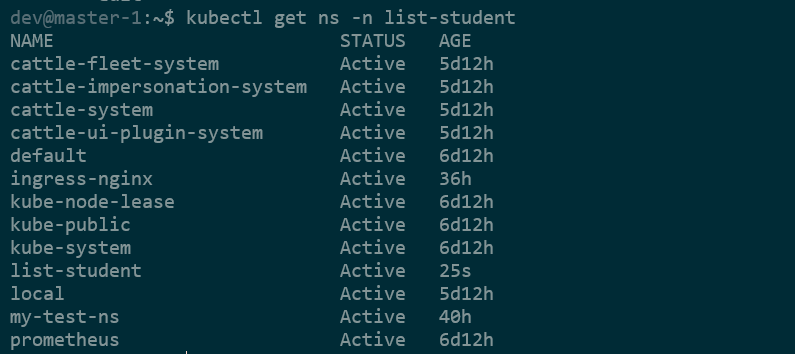 dev@master-1:~$ kubectl get ns -n list-student
NAME STATUS AGE
cattle-fleet-system Active 5d12h
cattle-impersonation-system Active 5d12h
cattle-system Active 5d12h
cattle-ui-plugin-system Active 5d12h
default Active 6d12h
ingress-nginx Active 36h
kube-node-lease Active 6d12h
kube-public Active 6d12h
kube-system Active 6d12h
list-student Active 25s
local Active 5d12h
my-test-ns Active 40h
prometheus Active 6d12h